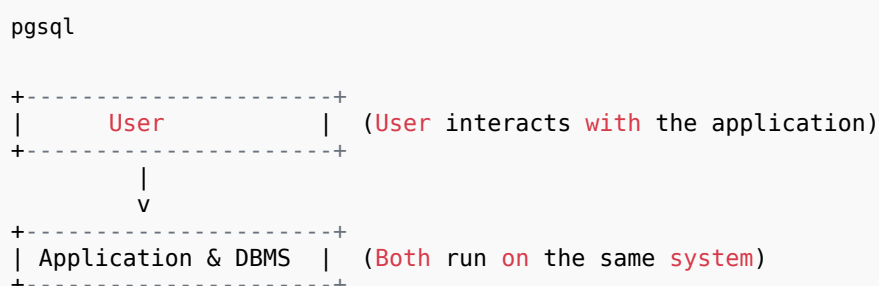 pgsql
+----------------------+
|      User           |  (User interacts with the application)
+----------------------+
         |
         v
+----------------------+
| Application & DBMS  |  (Both run on the same system)
+----------------------+